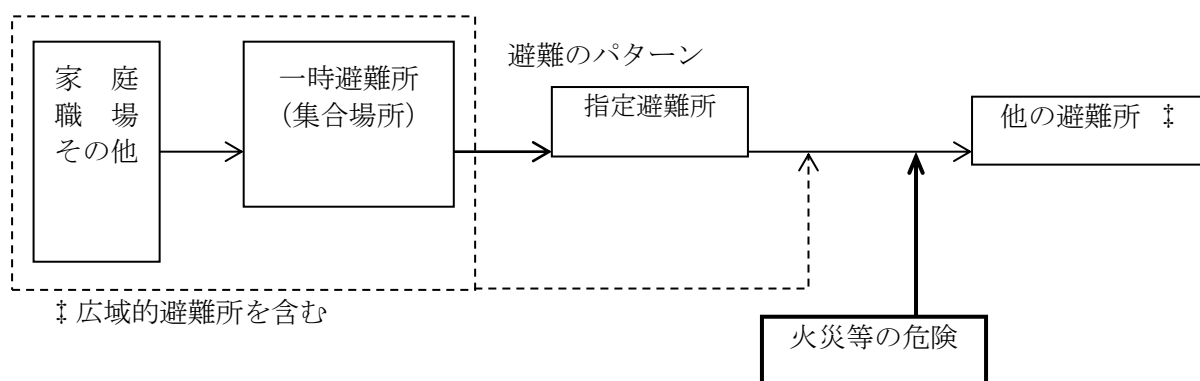 避難のパターン
家　庭
職　場
その他
一時避難所
（集合場所）
指定避難所
他の避難所　‡
‡広域的避難所を含む
火災等の危険